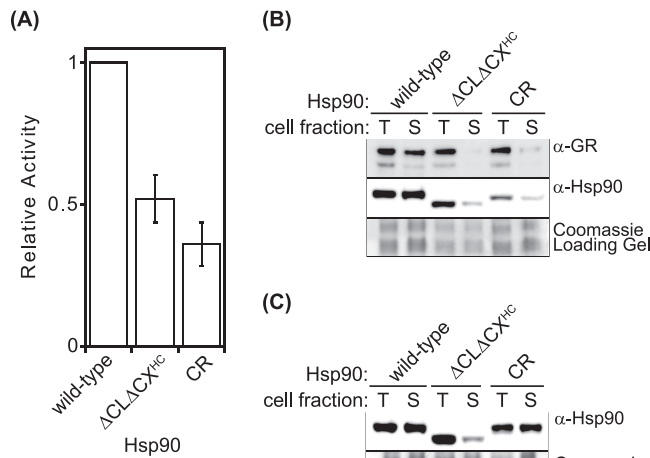 (A)
Relative Activity
1
0.5
0
wild-type
ΔCLΔCX^HC
CR
Hsp90
(B)
Hsp90: wild-type ΔCLΔCX^HC CR
cell fraction: T S T S T S
α-GR
α-Hsp90
Coomassie
Loading Gel
(C)
Hsp90: wild-type ΔCLΔCX^HC CR
cell fraction: T S T S T S
α-Hsp90